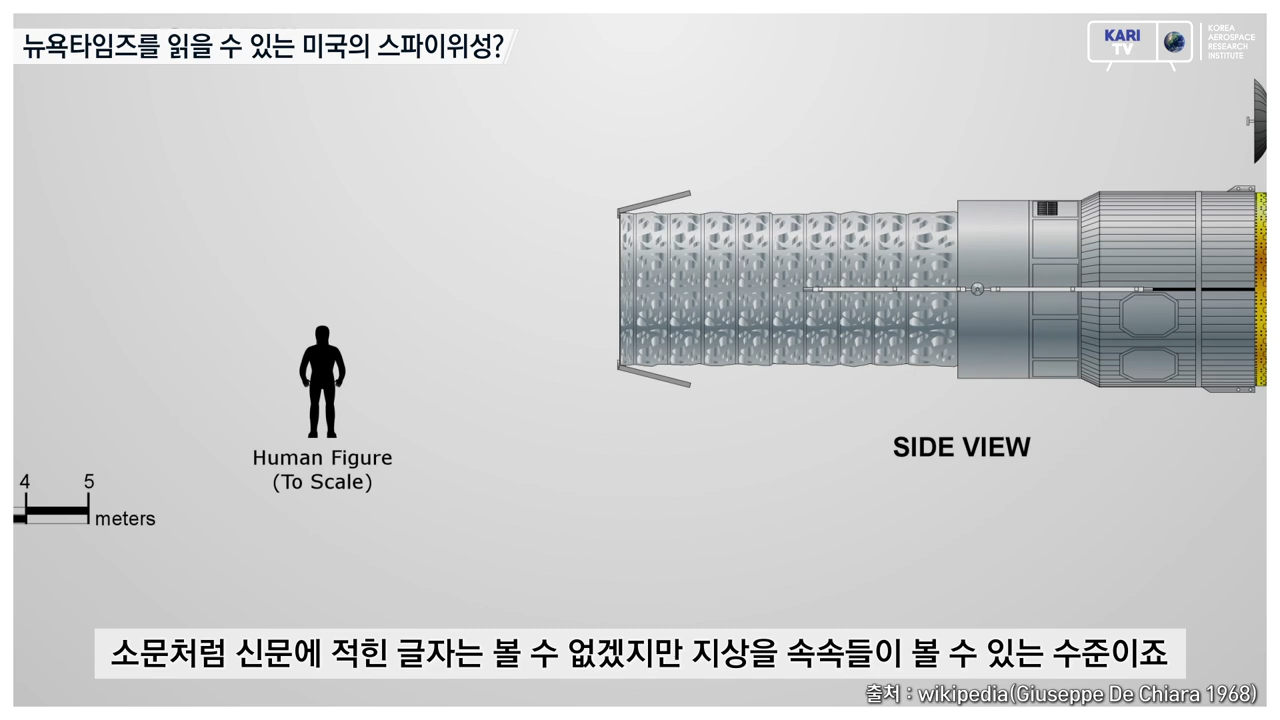 뉴욕타임즈를 읽을 수 있는 미국의 스파이위성?
KARI
TV
KOREA
AEROSPACE
RESEARCH
INSTITUTE
SIDE VIEW
Human Figure
(To Scale)
4 5
meters
소문처럼 신문에 적힌 글자는 볼 수 없겠지만 지상을 속속들이 볼 수 있는 수준이죠
출처 : wikipedia(Giuseppe De Chiara 1968)